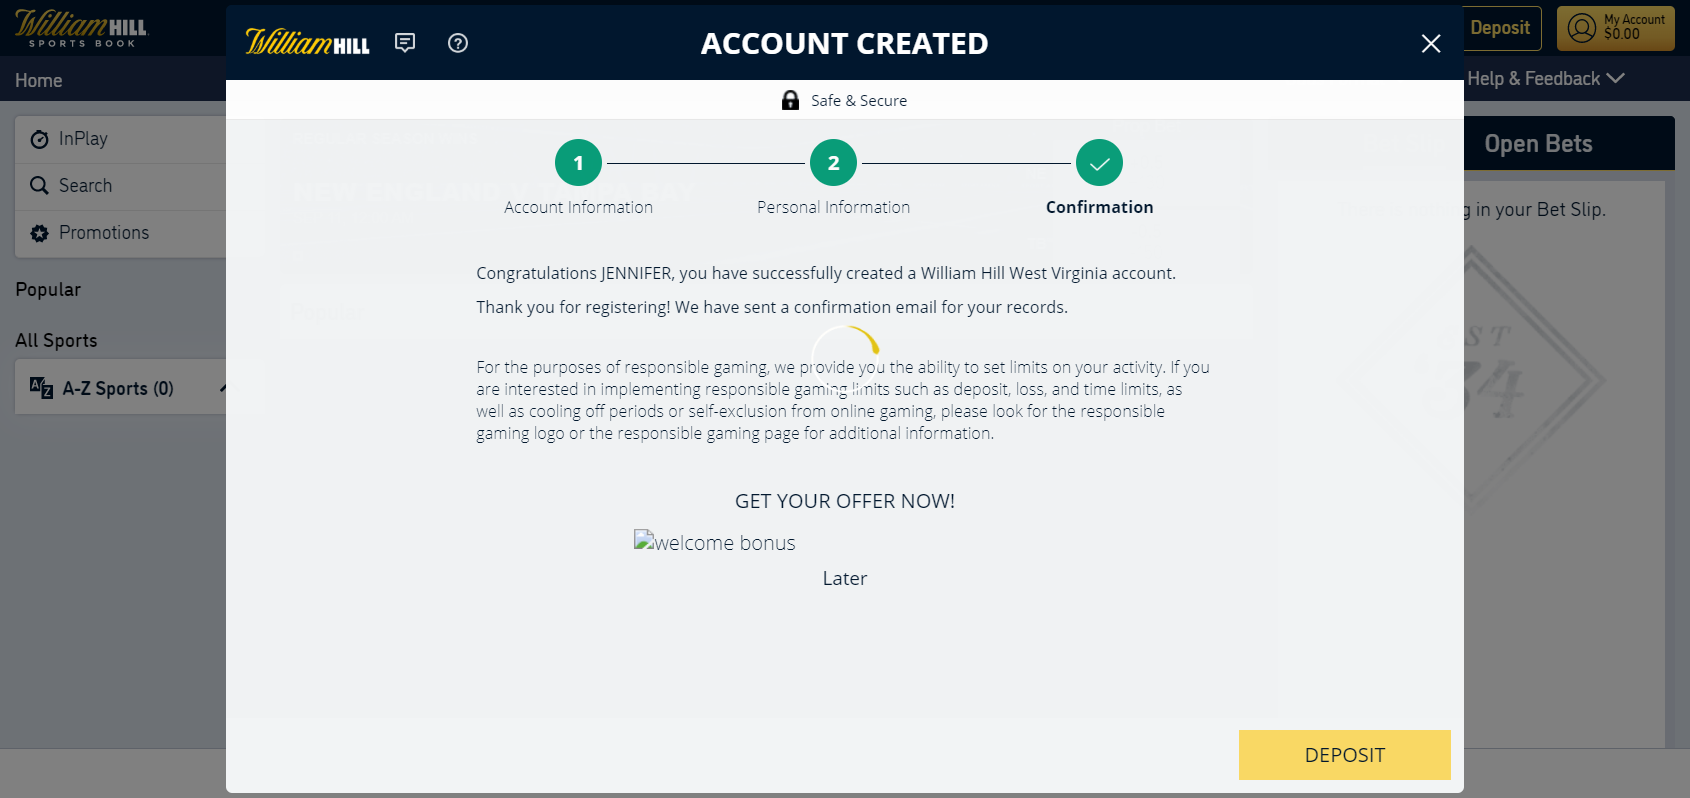 William HILL
SPORTS BOOK
William HILL
ACCOUNT CREATED
Deposit
My Account
$0.00
Home
Help & Feedback
Safe & Secure
InPlay
Search
Promotions
Popular
All Sports
A-Z Sports (0)
1
2
Account Information
Personal Information
Confirmation
Open Bets
in your Bet Slip.
NEW ENGLAND V TAMPA BAY
Congratulations JENNIFER, you have successfully created a William Hill West Virginia account.
Thank you for registering! We have sent a confirmation email for your records.
For the purposes of responsible gaming, we provide you the ability to set limits on your activity. If you
are interested in implementing responsible gaming limits such as deposit, loss, and time limits, as
well as cooling off periods or self-exclusion from online gaming, please look for the responsible
gaming logo or the responsible gaming page for additional information.
GET YOUR OFFER NOW!
welcome bonus
Later
DEPOSIT